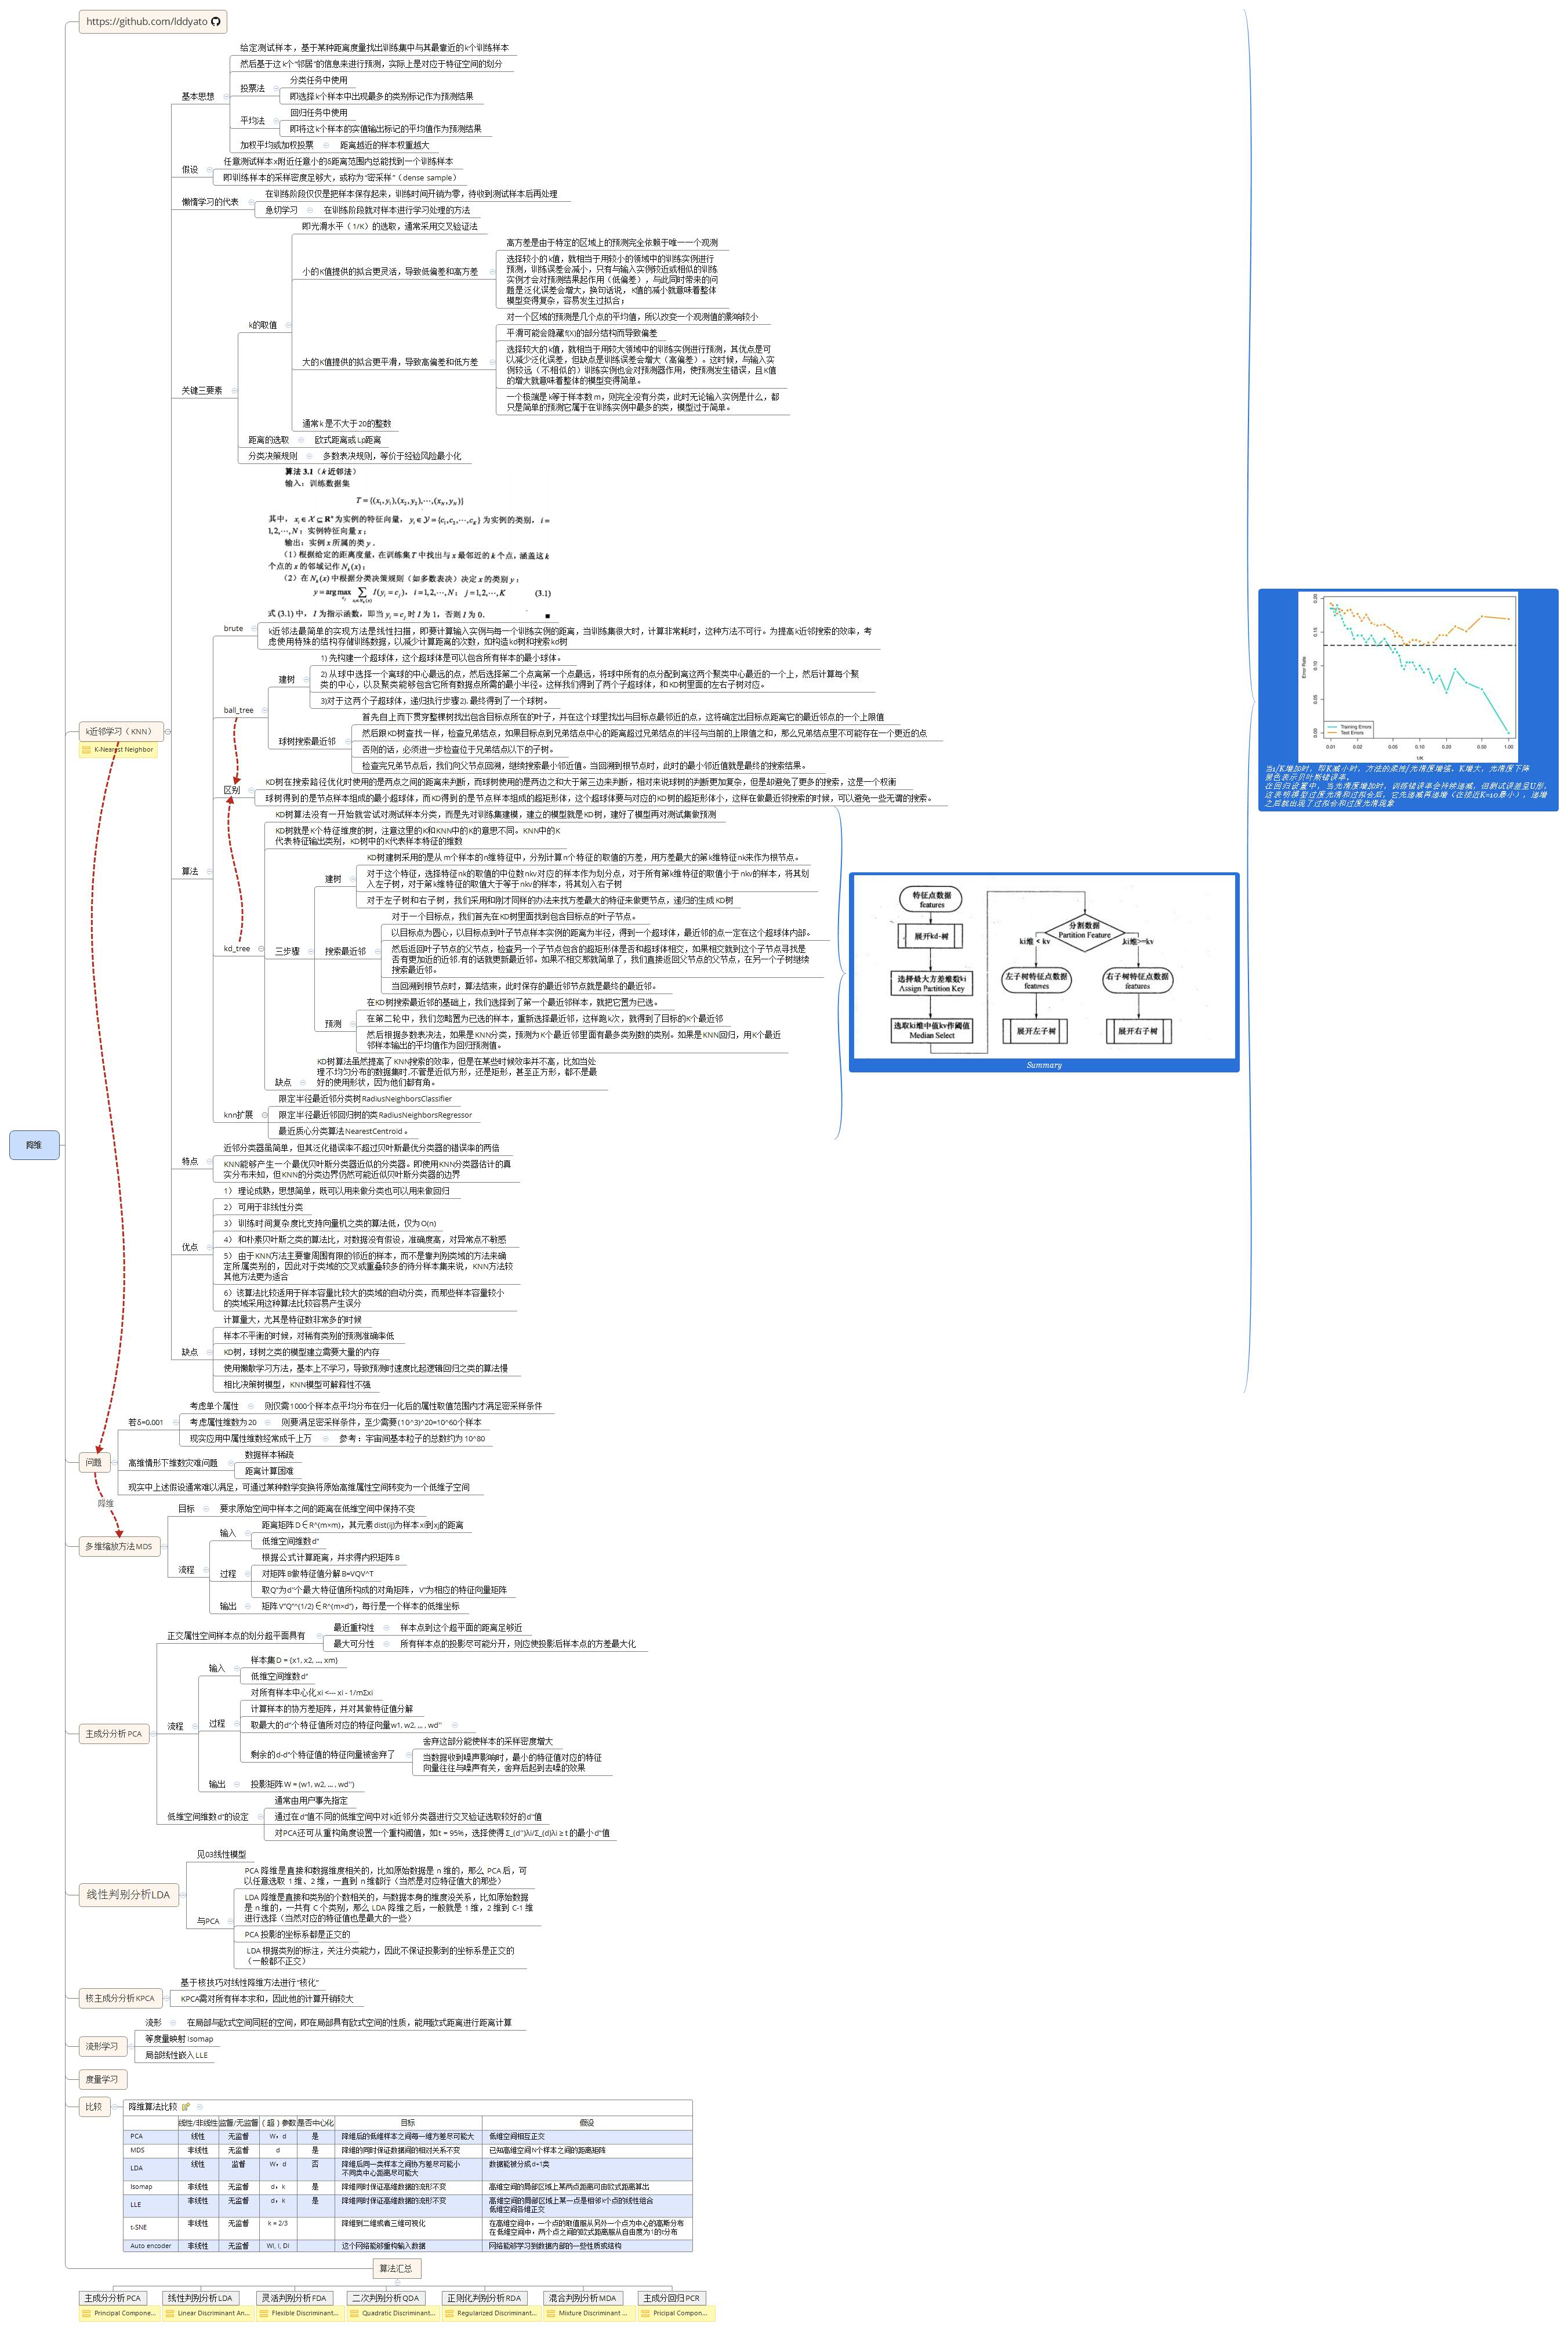 https://github.com/lddyato
降维
k近邻学习（KNN）
K-Nearest Neighbor
基本思想
给定测试样本，基于某种距离度量找出训练集中与其最靠近的k个训练样本
然后基于这k个“邻居”的信息来进行预测，实际上是对应于特征空间的划分
投票法
分类任务中使用
即选择k个样本中出现最多的类别标记作为预测结果
平均法
回归任务中使用
即将这k个样本的实值输出标记的平均值作为预测结果
加权平均或加权投票
距离越近的样本权重越大
假设
任意测试样本x附近任意小的δ距离范围内总能找到一个训练样本
即训练样本的采样密度足够大，或称为“密采样”（dense sample）
懒惰学习的代表
在训练阶段仅仅是把样本保存起来，训练时间开销为零，待收到测试样本后再处理
急切学习
在训练阶段就对样本进行学习处理的方法
关键三要素
k的取值
即光滑水平（1/K）的选取，通常采用交叉验证法
小的K值提供的拟合更灵活，导致低偏差和高方差
高方差是由于特定的区域上的预测完全依赖于唯一一个观测
选择较小的k值，就相当于用较小的领域中的训练实例进行
预测，训练误差会减小，只有与输入实例较近或相似的训练
实例才会对预测结果起作用（低偏差），与此同时带来的问
题是泛化误差会增大，换句话说，K值的减小就意味着整体
模型变得复杂，容易发生过拟合；
大的K值提供的拟合更平滑，导致高偏差和低方差
对一个区域的预测是几个点的平均值，所以改变一个观测值的影响较小
平滑可能会隐藏f(X)的部分结构而导致偏差
选择较大的k值，就相当于用较大领域中的训练实例进行预测，其优点是可
以减少泛化误差，但缺点是训练误差会增大（高偏差）。这时候，与输入实
例较远（不相似的）训练实例也会对预测器作用，使预测发生错误，且K值
的增大就意味着整体的模型变得简单。
一个极端是k等于样本数m，则完全没有分类，此时无论输入实例是什么，都
只是简单的预测它属于在训练实例中最多的类，模型过于简单。
通常k是不大于20的整数
距离的选取
欧式距离或Lp距离
分类决策规则
多数表决规则，等价于经验风险最小化
算法
算法 3.1（k 近邻法）
输入：训练数据集
T = {(x₁, y₁),(x₂, y₂),⋯,(x_N, y_N)}
其中，x_i∈X⊆Rⁿ为实例的特征向量，y_i∈Y={c₁,c₂,⋯,c_K}为实例的类别，i=
1,2,⋯,N；实例特征向量x；
输出：实例x所属的类y．
（1）根据给定的距离度量，在训练集T中找出与x最邻近的k个点，涵盖这k
个点的x的邻域记作N_k(x)；
（2）在N_k(x)中根据分类决策规则（如多数表决）决定x的类别y：
y = arg max_{c_j} ∑_{x_i∈N_k(x)} I(y_i = c_j)，i=1,2,⋯,N；j=1,2,⋯,K (3.1)
式(3.1)中，I为指示函数，即当y_i=c_j时I为1，否则I为0．
brute
k近邻法最简单的实现方法是线性扫描，即要计算输入实例与每一个训练实例的距离，当训练集很大时，计算非常耗时，这种方法不可行。为提高k近邻搜索的效率，考
虑使用特殊的结构存储训练数据，以减少计算距离的次数，如构造kd树和搜索kd树
ball_tree
建树
1) 先构建一个超球体，这个超球体是可以包含所有样本的最小球体。
2) 从球中选择一个离球的中心最远的点，然后选择第二个点离第一个点最远，将球中所有的点分配到离这两个聚类中心最近的一个上，然后计算每个聚
类的中心，以及聚类能够包含它所有数据点所需的最小半径。这样我们得到了两个子超球体，和KD树里面的左右子树对应。
3)对于这两个子超球体，递归执行步骤2). 最终得到了一个球树。
球树搜索最近邻
首先自上而下贯穿整棵树找出包含目标点所在的叶子，并在这个球里找出与目标点最邻近的点，这将确定出目标点距离它的最近邻点的一个上限值
然后跟KD树查找一样，检查兄弟结点，如果目标点到兄弟结点中心的距离超过兄弟结点的半径与当前的上限值之和，那么兄弟结点里不可能存在一个更近的点
否则的话，必须进一步检查位于兄弟结点以下的子树。
检查完兄弟节点后，我们向父节点回溯，继续搜索最小邻近值。当回溯到根节点时，此时的最小邻近值就是最终的搜索结果。
区别
KD树在搜索路径优化时使用的是两点之间的距离来判断，而球树使用的是两边之和大于第三边来判断，相对来说球树的判断更加复杂，但是却避免了更多的搜索，这是一个权衡
球树得到的是节点样本组成的最小超球体，而KD得到的是节点样本组成的超矩形体，这个超球体要与对应的KD树的超矩形体小，这样在做最近邻搜索的时候，可以避免一些无谓的搜索。
kd_tree
KD树算法没有一开始就尝试对测试样本分类，而是先对训练集建模，建立的模型就是KD树，建好了模型再对测试集做预测
KD树就是K个特征维度的树，注意这里的K和KNN中的K的意思不同。KNN中的K
代表特征输出类别，KD树中的K代表样本特征的维数
三步骤
建树
KD树建树采用的是从m个样本的n维特征中，分别计算n个特征的取值的方差，用方差最大的第k维特征nk来作为根节点。
对于这个特征，选择特征nk的取值的中位数nkv对应的样本作为划分点，对于所有第k维特征的取值小于nkv的样本，将其划
入左子树，对于第k维特征的取值大于等于nkv的样本，将其划入右子树
对于左子树和右子树，我们采用和刚才同样的办法来找方差最大的特征来做更节点，递归的生成KD树
搜索最近邻
对于一个目标点，我们首先在KD树里面找到包含目标点的叶子节点。
以目标点为圆心，以目标点到叶子节点样本实例的距离为半径，得到一个超球体，最近邻的点一定在这个超球体内部。
然后返回叶子节点的父节点，检查另一个子节点包含的超矩形体是否和超球体相交，如果相交就到这个子节点寻找是
否有更加近的近邻.有的话就更新最近邻。如果不相交那就简单了，我们直接返回父节点的父节点，在另一个子树继续
搜索最近邻。
当回溯到根节点时，算法结束，此时保存的最近邻节点就是最终的最近邻。
预测
在KD树搜索最近邻的基础上，我们选择到了第一个最近邻样本，就把它置为已选。
在第二轮中，我们忽略置为已选的样本，重新选择最近邻，这样跑k次，就得到了目标的K个最近邻
然后根据多数表决法，如果是KNN分类，预测为K个最近邻里面有最多类别数的类别。如果是KNN回归，用K个最近
邻样本输出的平均值作为回归预测值。
缺点
KD树算法虽然提高了KNN搜索的效率，但是在某些时候效率并不高，比如当处
理不均匀分布的数据集时.不管是近似方形，还是矩形，甚至正方形，都不是最
好的使用形状，因为他们都有角。
knn扩展
限定半径最近邻分类树RadiusNeighborsClassifier
限定半径最近邻回归树的类RadiusNeighborsRegressor
最近质心分类算法NearestCentroid。
特征点数据
features
展开kd-树
选择最大方差维数ki
Assign Partition Key
选取ki维中值kv作阈值
Median Select
分割数据
Partition Feature
ki维 < kv
ki维>=kv
左子树特征点数据
features
右子树特征点数据
features
展开左子树
展开右子树
Summary
Error Rate
0.20
0.15
0.10
0.05
0.00
Training Errors
Test Errors
0.01 0.02 0.05 0.10 0.20 0.50 1.00
1/K
当1/K增加时，即K减小时，方法的柔性/光滑度增强。K增大，光滑度下降
黑色表示贝叶斯错误率。
在回归设置中，当光滑度增加时，训练错误率会持续递减，但测试误差呈U形，
这表明模型过度光滑和过拟合后，它先递减再递增（在接近K=10最小），递增
之后就出现了过拟合和过度光滑现象
特点
近邻分类器虽简单，但其泛化错误率不超过贝叶斯最优分类器的错误率的两倍
KNN能够产生一个最优贝叶斯分类器近似的分类器。即使用KNN分类器估计的真
实分布未知，但KNN的分类边界仍然可能近似贝叶斯分类器的边界
优点
1） 理论成熟，思想简单，既可以用来做分类也可以用来做回归
2） 可用于非线性分类
3） 训练时间复杂度比支持向量机之类的算法低，仅为O(n)
4） 和朴素贝叶斯之类的算法比，对数据没有假设，准确度高，对异常点不敏感
5） 由于KNN方法主要靠周围有限的邻近的样本，而不是靠判别类域的方法来确
定所属类别的，因此对于类域的交叉或重叠较多的待分样本集来说，KNN方法较
其他方法更为适合
6）该算法比较适用于样本容量比较大的类域的自动分类，而那些样本容量较小
的类域采用这种算法比较容易产生误分
缺点
计算量大，尤其是特征数非常多的时候
样本不平衡的时候，对稀有类别的预测准确率低
KD树，球树之类的模型建立需要大量的内存
使用懒散学习方法，基本上不学习，导致预测时速度比起逻辑回归之类的算法慢
相比决策树模型，KNN模型可解释性不强
问题
若δ=0.001
考虑单个属性
则仅需1000个样本点平均分布在归一化后的属性取值范围内才满足密采样条件
考虑属性维数为20
则要满足密采样条件，至少需要(10^3)^20=10^60个样本
现实应用中属性维数经常成千上万
参考：宇宙间基本粒子的总数约为10^80
高维情形下维数灾难问题
数据样本稀疏
距离计算困难
现实中上述假设通常难以满足，可通过某种数学变换将原始高维属性空间转变为一个低维子空间
降维
多维缩放方法MDS
目标
要求原始空间中样本之间的距离在低维空间中保持不变
流程
输入
距离矩阵D∈R^(m×m)，其元素dist(ij)为样本xi到xj的距离
低维空间维数d"
过程
根据公式计算距离，并求得内积矩阵B
对矩阵B做特征值分解B=VQV^T
取Q"为d"个最大特征值所构成的对角矩阵，V"为相应的特征向量矩阵
输出
矩阵V"Q"^(1/2)∈R^(m×d")，每行是一个样本的低维坐标
主成分分析PCA
正交属性空间样本点的划分超平面具有
最近重构性
样本点到这个超平面的距离足够近
最大可分性
所有样本点的投影尽可能分开，则应使投影后样本点的方差最大化
流程
输入
样本集D = {x1, x2, ..., xm}
低维空间维数d"
过程
对所有样本中心化xi <--- xi - 1/mΣxi
计算样本的协方差矩阵，并对其做特征值分解
取最大的d"个特征值所对应的特征向量w1, w2, ... , wd"
剩余的d-d"个特征值的特征向量被舍弃了
舍弃这部分能使样本的采样密度增大
当数据收到噪声影响时，最小的特征值对应的特征
向量往往与噪声有关，舍弃后起到去噪的效果
输出
投影矩阵W = (w1, w2, ... , wd")
低维空间维数d"的设定
通常由用户事先指定
通过在d"值不同的低维空间中对k近邻分类器进行交叉验证选取较好的d"值
对PCA还可从重构角度设置一个重构阈值，如t = 95%，选择使得Σ_(d")λi/Σ_(d)λi ≥ t 的最小d"值
线性判别分析LDA
见03线性模型
与PCA
PCA 降维是直接和数据维度相关的，比如原始数据是 n 维的，那么 PCA 后，可
以任意选取 1 维、2 维，一直到 n 维都行（当然是对应特征值大的那些）
LDA 降维是直接和类别的个数相关的，与数据本身的维度没关系，比如原始数据
是 n 维的，一共有 C 个类别，那么 LDA 降维之后，一般就是 1 维，2 维到 C-1 维
进行选择（当然对应的特征值也是最大的一些）
PCA 投影的坐标系都是正交的
LDA 根据类别的标注，关注分类能力，因此不保证投影到的坐标系是正交的
（一般都不正交）
核主成分分析KPCA
基于核技巧对线性降维方法进行“核化”
KPCA需对所有样本求和，因此他的计算开销较大
流形学习
流形
在局部与欧式空间同胚的空间，即在局部具有欧式空间的性质，能用欧式距离进行距离计算
等度量映射 Isomap
局部线性嵌入LLE
度量学习
比较
降维算法比较
线性/非线性 监督/无监督 （超）参数 是否中心化 目标 假设
PCA 线性 无监督 W，d 是 降维后的低维样本之间每一维方差尽可能大 低维空间相互正交
MDS 非线性 无监督 d 是 降维的同时保证数据间的相对关系不变 已知高维空间N个样本之间的距离矩阵
LDA 线性 监督 W，d 否 降维后同一类样本之间协方差尽可能小 数据能被分成d+1类
不同类中心距离尽可能大
Isomap 非线性 无监督 d，k 是 降维同时保证高维数据的流形不变 高维空间的局部区域上某两点距离可由欧式距离算出
LLE 非线性 无监督 d，k 是 降维同时保证高维数据的流形不变 高维空间的局部区域上某一点是相邻K个点的线性组合
低维空间各维正交
t-SNE 非线性 无监督 k = 2/3 降维到二维或者三维可视化 在高维空间中，一个点的取值服从另外一个点为中心的高斯分布
在低维空间中，两个点之间的欧式距离服从自由度为1的t分布
Auto encoder 非线性 无监督 Wl, l, Dl 这个网络能够重构输入数据 网络能够学习到数据内部的一些性质或结构
算法汇总
主成分分析PCA
Principal Compone...
线性判别分析LDA
Linear Discriminant An...
灵活判别分析FDA
Flexible Discriminant...
二次判别分析QDA
Quadratic Discriminant...
正则化判别分析RDA
Regularized Discriminant...
混合判别分析MDA
Mixture Discriminant ...
主成分回归PCR
Pricipal Compon...